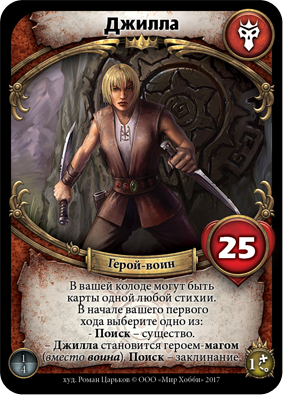 Джилла
25
Герой-воин
В вашей колоде могут быть
карты одной любой стихии.
В начале вашего первого
хода выберите одно из:
- Поиск – существо.
- Джилла становится героем-магом
(вместо воина). Поиск – заклинание.
1
4
1
худ. Роман Царьков © ООО «Мир Хобби» 2017